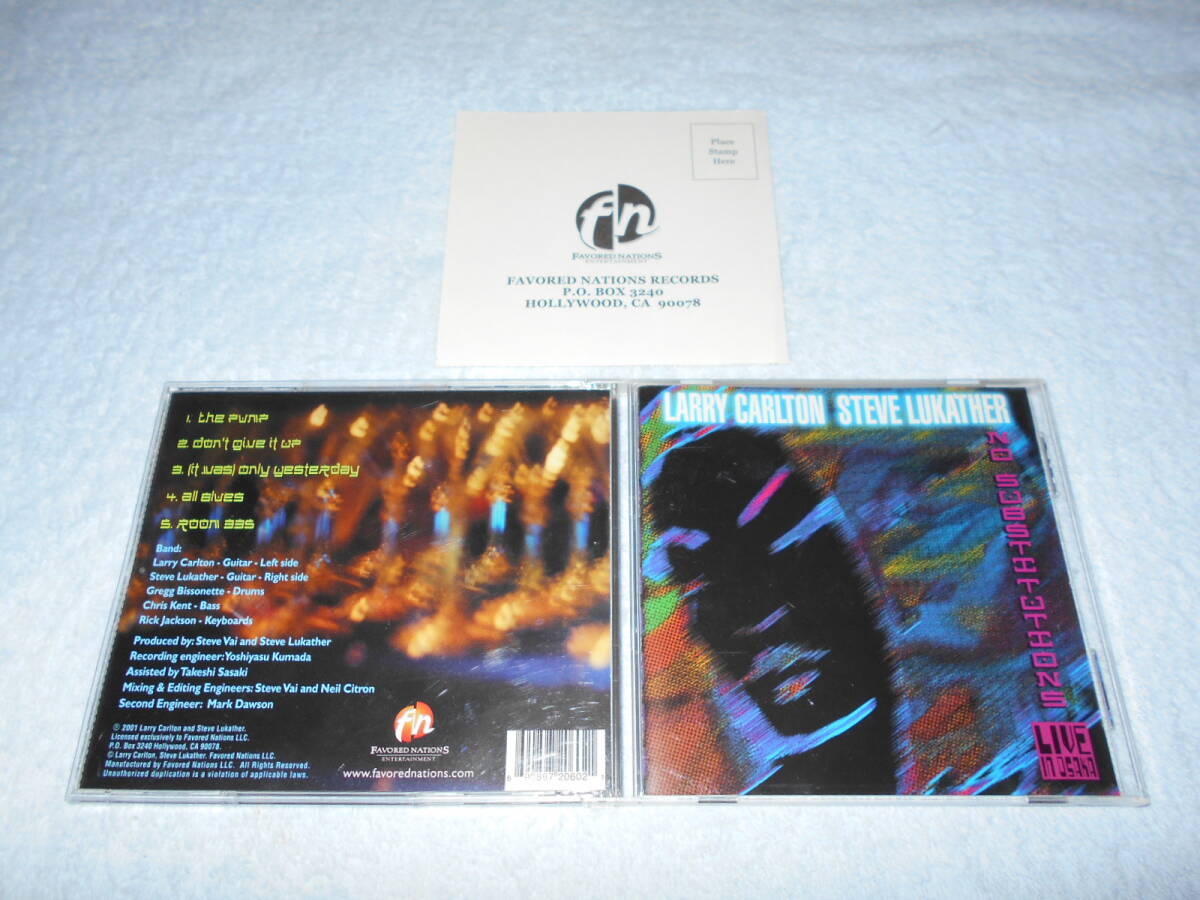 Place
Stamp
Here
fn
FAVORED NATIONS
ENTERTAINMENT
FAVORED NATIONS RECORDS
P.O. BOX 3240
HOLLYWOOD, CA 90078
1. the pump
2. don't give it up
3. (it was) only yesterday
4. all blues
5. room 335
Band:
Larry Carlton - Guitar - Left side
Steve Lukather - Guitar - Right side
Gregg Bissonette - Drums
Chris Kent - Bass
Rick Jackson - Keyboards
Produced by: Steve Vai and Steve Lukather
Recording engineer: Yoshiyasu Kumada
Assisted by Takeshi Sasaki
Mixing & Editing Engineers: Steve Vai and Neil Citron
Second Engineer: Mark Dawson
℗ 2001 Larry Carlton and Steve Lukather.
Licensed exclusively to Favored Nations LLC.
P.O. Box 3240 Hollywood, CA 90078.
© Larry Carlton, Steve Lukather. Favored Nations LLC.
Manufactured by Favored Nations LLC. All Rights Reserved.
Unauthorized duplication is a violation of applicable laws.
fn
FAVORED NATIONS
ENTERTAINMENT
www.favorednations.com
LARRY CARLTON STEVE LUKATHER
NO SUBSTITUTIONS
LIVE
IN OSAKA